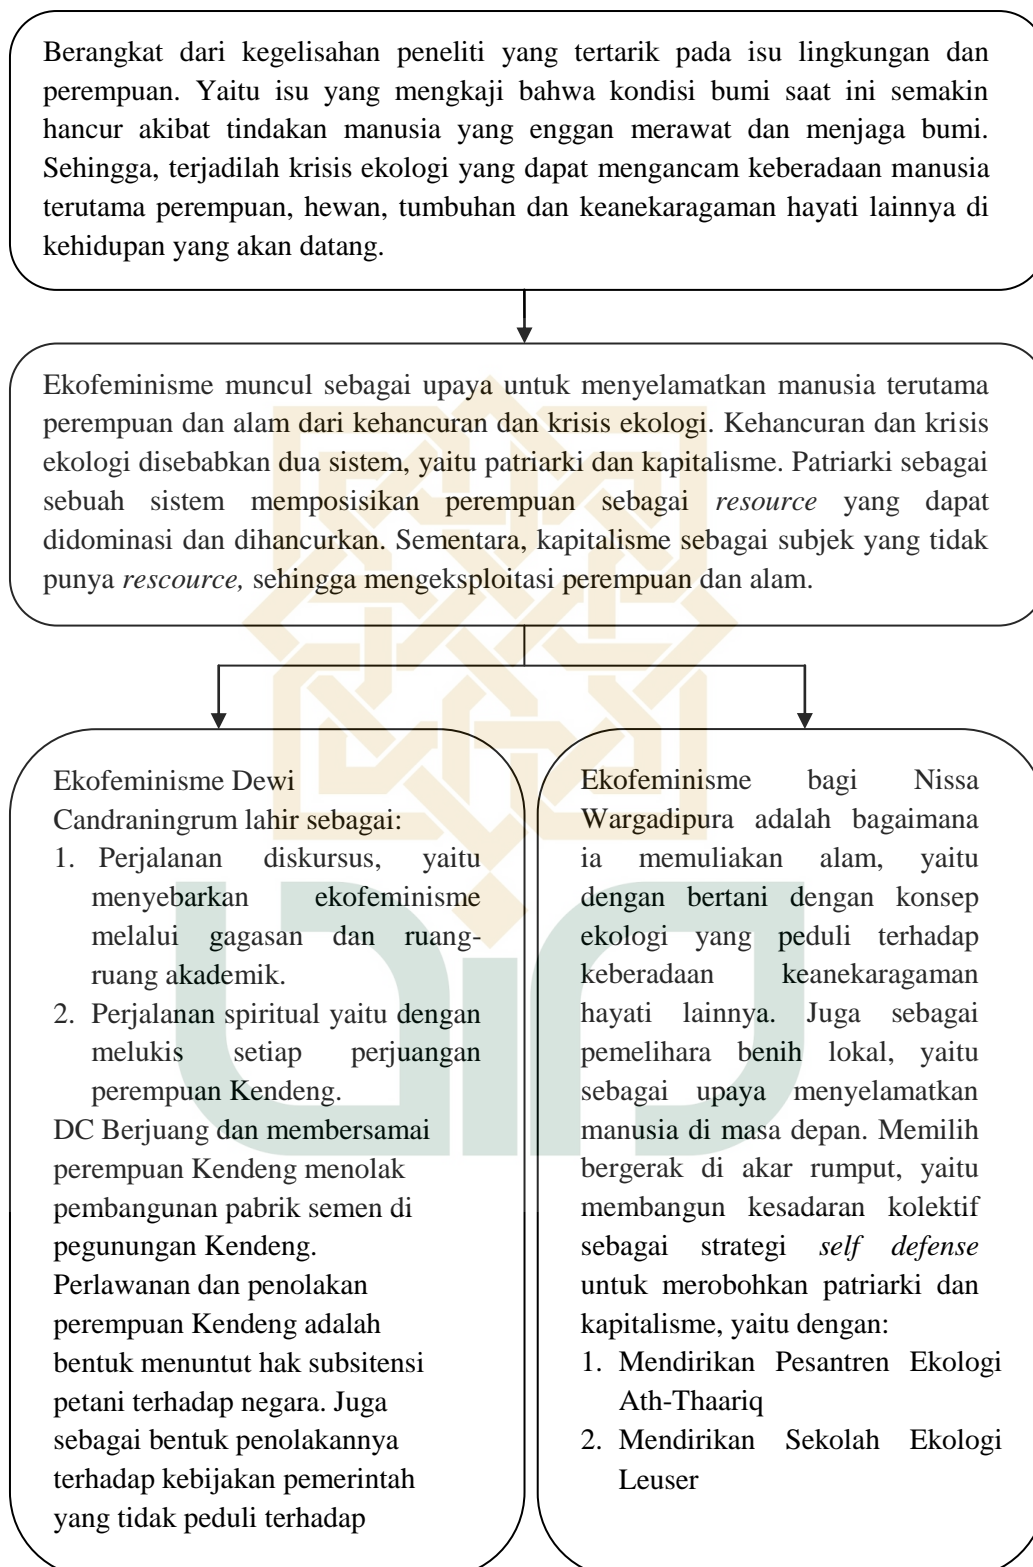 Berangkat dari kegelisahan peneliti yang tertarik pada isu lingkungan dan
perempuan. Yaitu isu yang mengkaji bahwa kondisi bumi saat ini semakin
hancur akibat tindakan manusia yang enggan merawat dan menjaga bumi.
Sehingga, terjadilah krisis ekologi yang dapat mengancam keberadaan manusia
terutama perempuan, hewan, tumbuhan dan keanekaragaman hayati lainnya di
kehidupan yang akan datang.
Ekofeminisme muncul sebagai upaya untuk menyelamatkan manusia terutama
perempuan dan alam dari kehancuran dan krisis ekologi. Kehancuran dan krisis
ekologi disebabkan dua sistem, yaitu patriarki dan kapitalisme. Patriarki sebagai
sebuah sistem memposisikan perempuan sebagai resource yang dapat
didominasi dan dihancurkan. Sementara, kapitalisme sebagai subjek yang tidak
punya rescource, sehingga mengeksploitasi perempuan dan alam.
Ekofeminisme Dewi
Candraningrum lahir sebagai:
1. Perjalanan diskursus, yaitu
menyebarkan ekofeminisme
melalui gagasan dan ruang-
ruang akademik.
2. Perjalanan spiritual yaitu dengan
melukis setiap perjuangan
perempuan Kendeng.
DC Berjuang dan membersamai
perempuan Kendeng menolak
pembangunan pabrik semen di
pegunungan Kendeng.
Perlawanan dan penolakan
perempuan Kendeng adalah
bentuk menuntut hak subsitensi
petani terhadap negara. Juga
sebagai bentuk penolakannya
terhadap kebijakan pemerintah
yang tidak peduli terhadap
Ekofeminisme bagi Nissa
Wargadipura adalah bagaimana
ia memuliakan alam, yaitu
dengan bertani dengan konsep
ekologi yang peduli terhadap
keberadaan keanekaragaman
hayati lainnya. Juga sebagai
pemelihara benih lokal, yaitu
sebagai upaya menyelamatkan
manusia di masa depan. Memilih
bergerak di akar rumput, yaitu
membangun kesadaran kolektif
sebagai strategi self defense
untuk merobohkan patriarki dan
kapitalisme, yaitu dengan:
1. Mendirikan Pesantren Ekologi
Ath-Thaariq
2. Mendirikan Sekolah Ekologi
Leuser